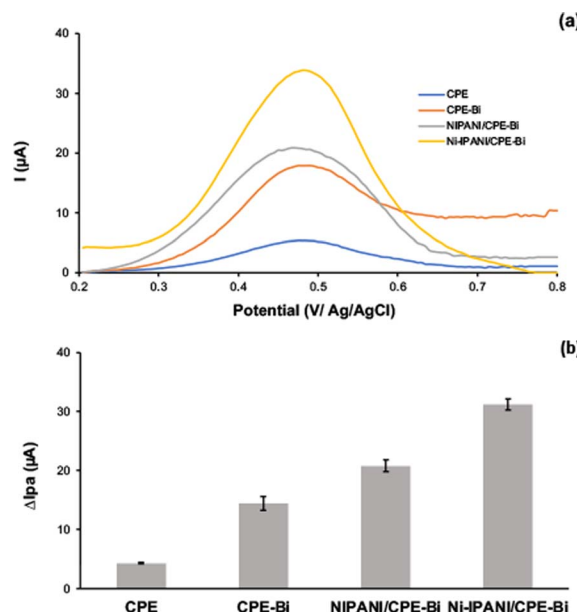 (a)
40
30
20
10
0
I (µA)
CPE
CPE-Bi
NIPANI/CPE-Bi
Ni-IPANI/CPE-Bi
0.2 0.3 0.4 0.5 0.6 0.7 0.8
Potential (V/ Ag/AgCl)
(b)
40
30
20
10
0
ΔIpa (µA)
CPE CPE-Bi NIPANI/CPE-Bi Ni-IPANI/CPE-Bi